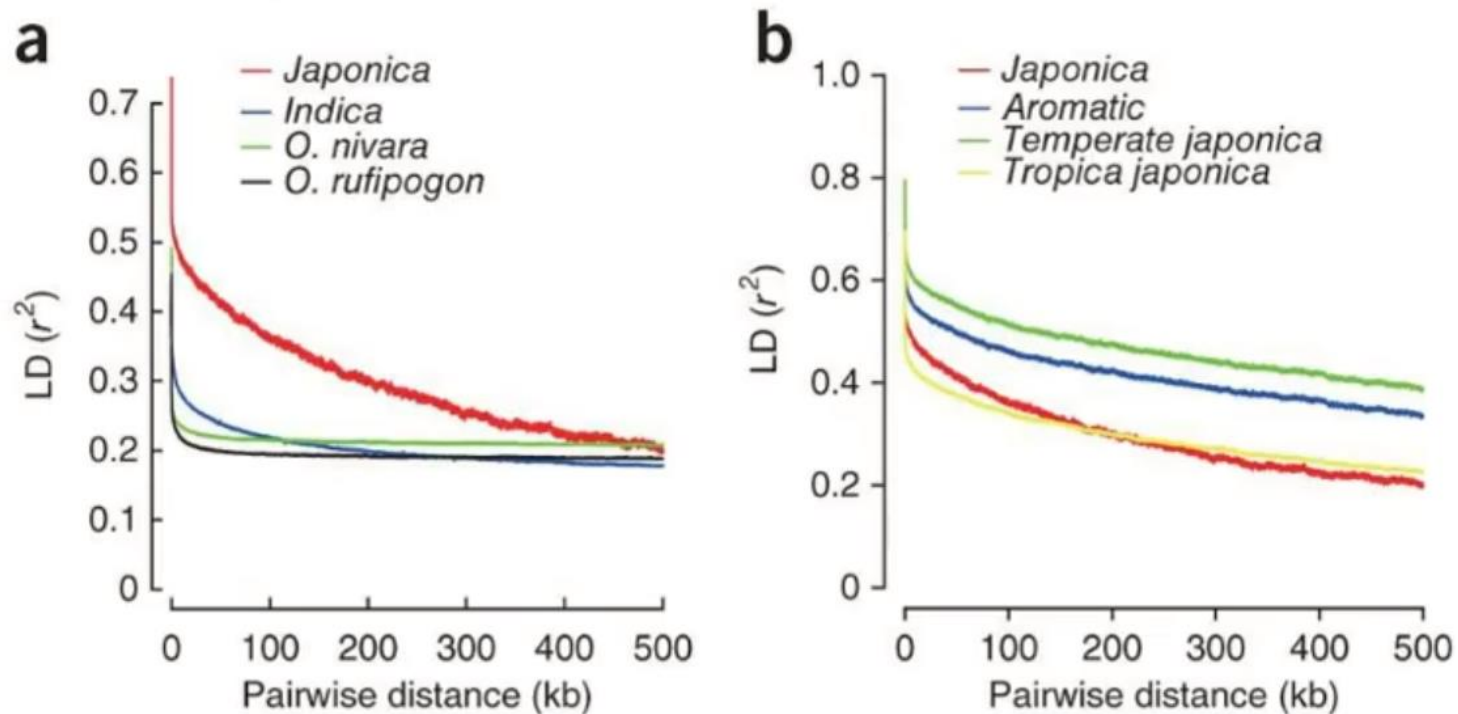 a
Japonica
Indica
O. nivara
O. rufipogon
0.7
0.6
0.5
0.4
0.3
0.2
0.1
0
LD (r²)
0 100 200 300 400 500
Pairwise distance (kb)
b
Japonica
Aromatic
Temperate japonica
Tropica japonica
1.0
0.8
0.6
0.4
0.2
0
LD (r²)
0 100 200 300 400 500
Pairwise distance (kb)